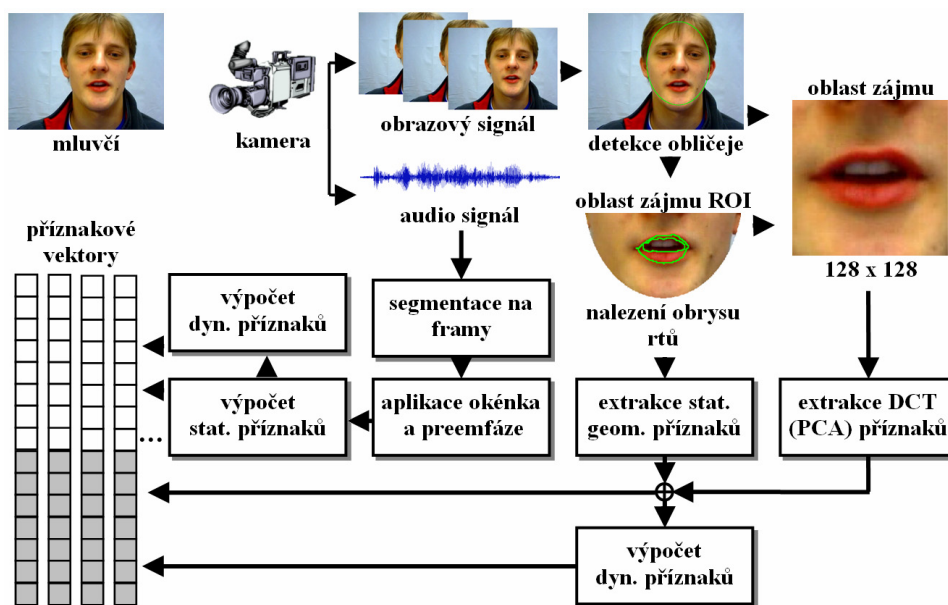 mluvčí
kamera
obrazový signál
detekce obličeje
oblast zájmu
128 x 128
audio signál
oblast zájmu ROI
nalezení obrysu
rtů
příznakové
vektory
...
výpočet
dyn. příznaků
segmentace na
framy
výpočet
stat. příznaků
aplikace okénka
a preemfáze
extrakce stat.
geom. příznaků
extrakce DCT
(PCA) příznaků
výpočet
dyn. příznaků